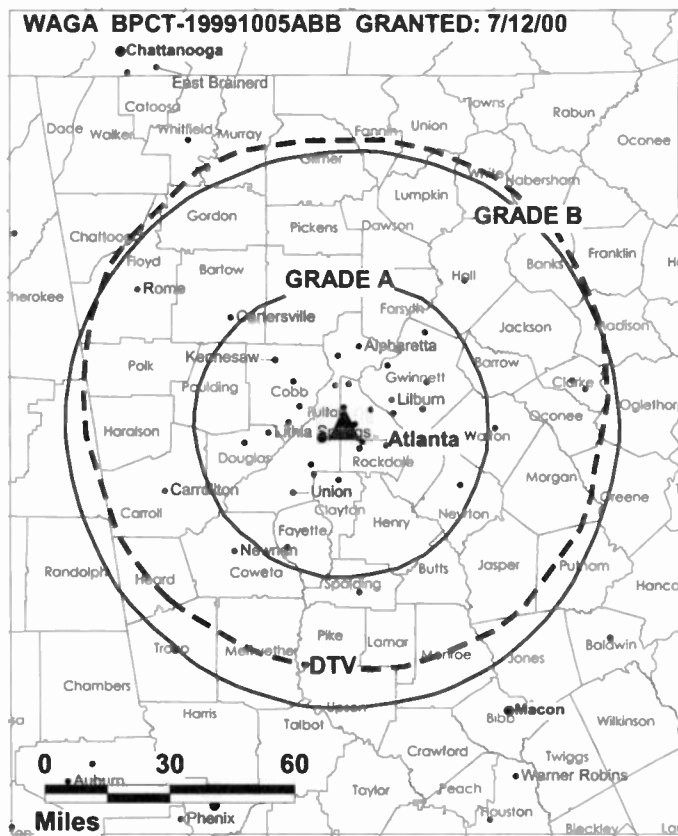 WAGA BPCT-19991005ABB GRANTED: 7/12/00
Chattanooga
East Brainerd
Catoosa
Towns
Rabun
Dade
Walker
Whitfield
Murray
Fannin
Union
Oconee
Gilmer
White
Habersham
Lumpkin
Gordon
Pickens
Dawson
GRADE B
Chattooga
Floyd
Bartow
Hall
Banks
Franklin
Cherokee
Rome
GRADE A
Forsyth
Cartersville
Jackson
Madison
Kennesaw
Alpharetta
Polk
Paulding
Cobb
Gwinnett
Barrow
Clarke
Lilburn
Oconee
Oglethorp
Haralson
Lithia Springs
Atlanta
Walton
Douglas
Rockdale
Morgan
Carrollton
Union
Greene
Carroll
Clayton
Newton
Fayette
Henry
Newnan
Coweta
Butts
Jasper
Putnam
Randolph
Heard
Spalding
Hanco
Pike
Lamar
Baldwin
Troup
Meriwether
Monroe
Jones
DTV
Chambers
Harris
Talbot
Upson
Macon
Bibb
Wilkinson
Crawford
Twiggs
0 30 60
Auburn
Taylor
Peach
Warner Robins
Miles
Phenix
Houston
Bleckley